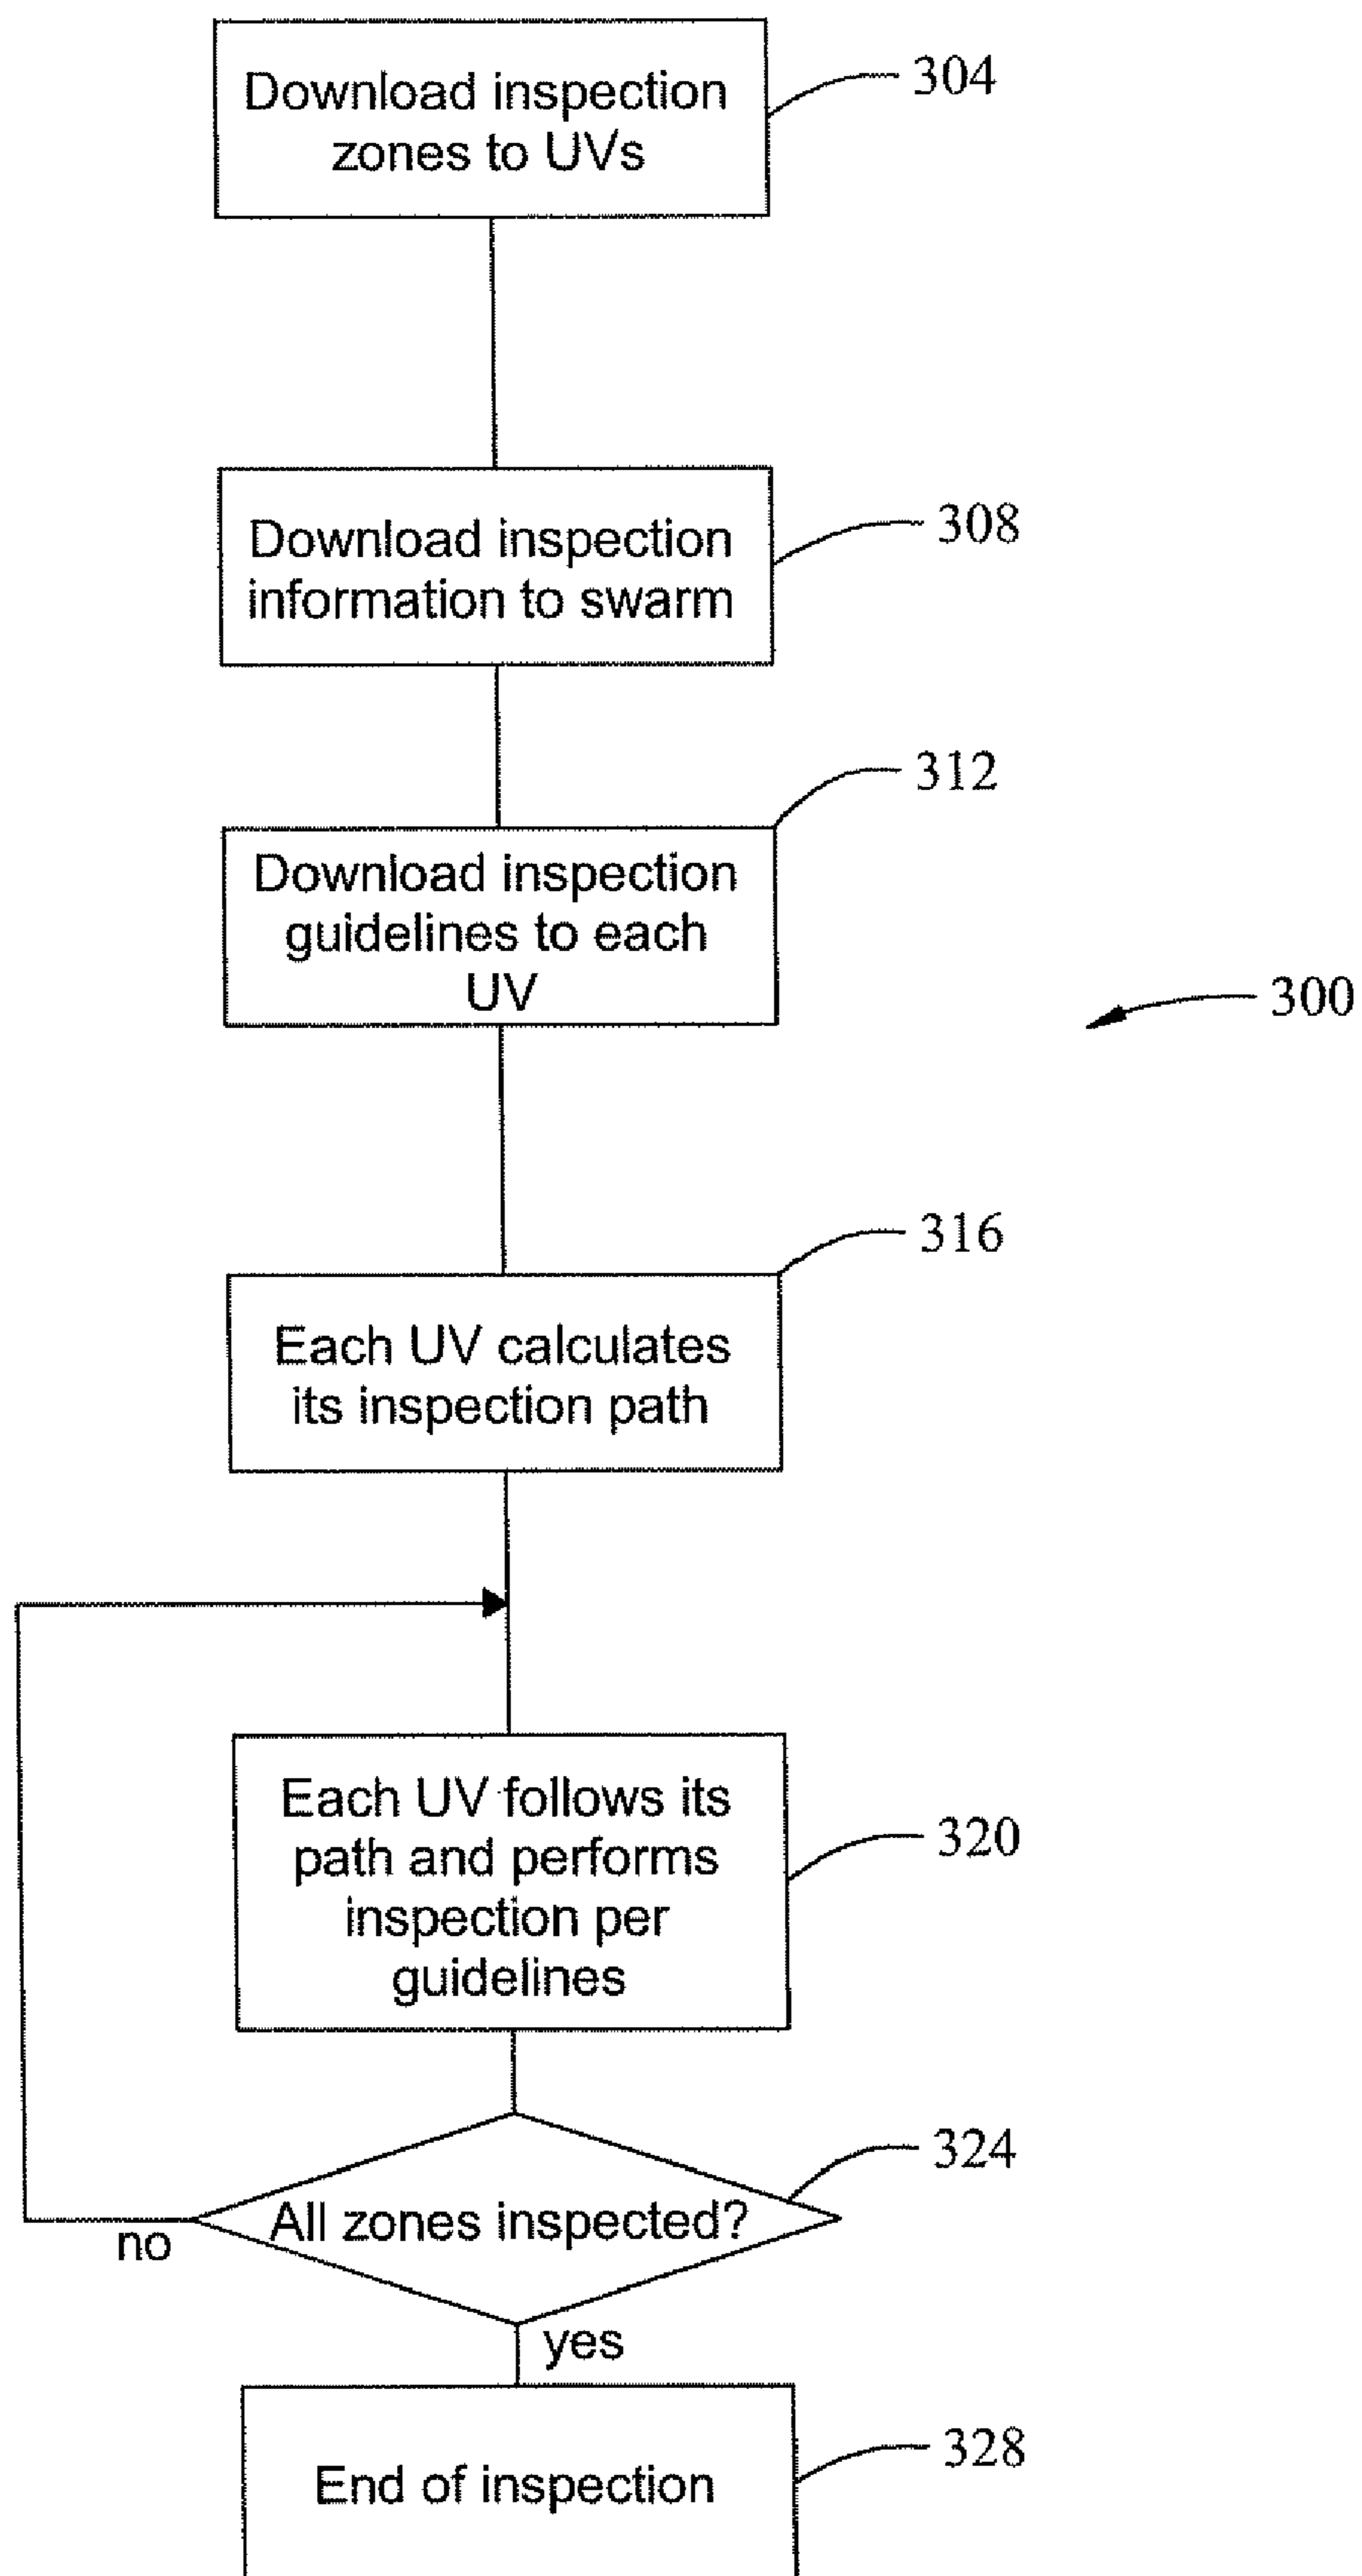 Download inspection
zones to UVs
304
Download inspection
information to swarm
308
312
Download inspection
guidelines to each
UV
300
316
Each UV calculates
its inspection path
Each UV follows its
path and performs
inspection per
guidelines
320
324
All zones inspected?
no
yes
End of inspection
328